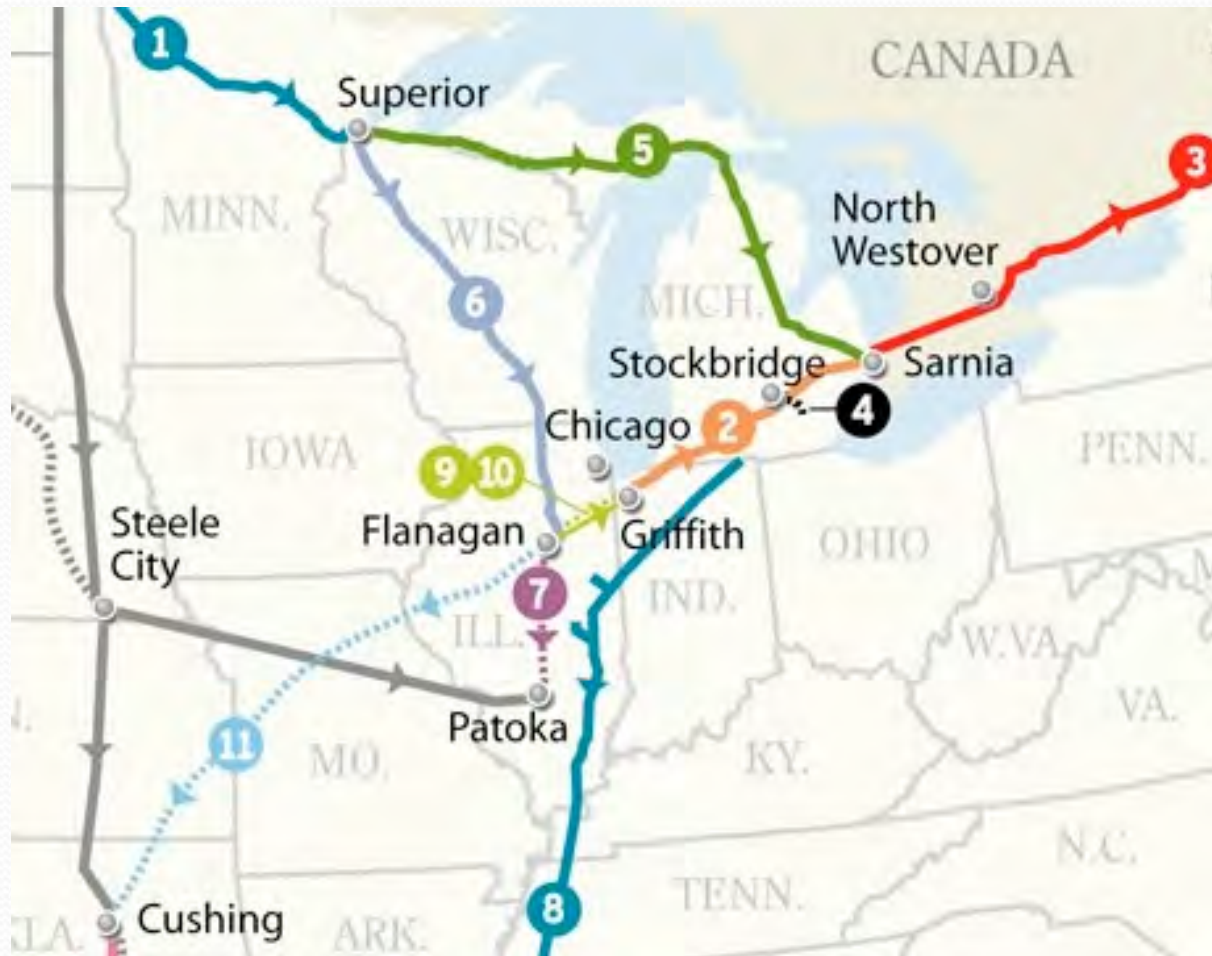 1
CANADA
Superior
5
3
MINN.
WISC.
North
Westover
6
MICH.
Stockbridge
Sarnia
4
Chicago
2
IOWA
PENN.
9 10
Steele
City
Flanagan
Griffith
OHIO
7
IND.
ILL.
W.VA.
VA.
Patoka
11
MO.
KY.
N.C.
TENN.
8
Cushing
ARK.